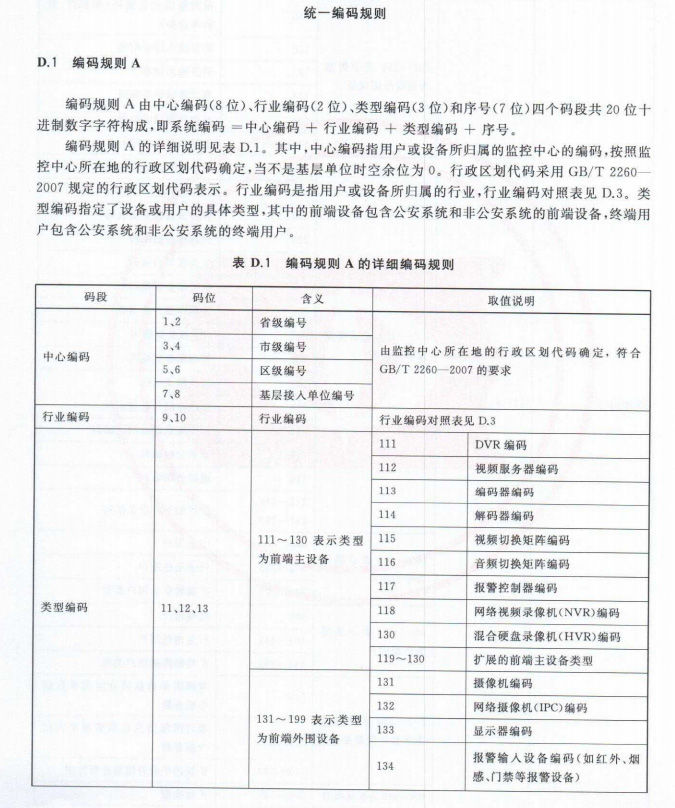 统一编码规则
D.1 编码规则 A
编码规则 A 由中心编码(8 位)、行业编码(2 位)、类型编码(3 位)和序号(7 位)四个码段共 20 位十
进制数字字符构成,即系统编码 =中心编码 + 行业编码 + 类型编码 + 序号。
编码规则 A 的详细说明见表 D.1。其中,中心编码指用户或设备所归属的监控中心的编码,按照监
控中心所在地的行政区划代码确定,当不是基层单位时空余位为 0。行政区划代码采用 GB/T 2260—
2007 规定的行政区划代码表示。行业编码是指用户或设备所归属的行业,行业编码对照表见 D.3。类
型编码指定了设备或用户的具体类型,其中的前端设备包含公安系统和非公安系统的前端设备,终端用
户包含公安系统和非公安系统的终端用户。
表 D.1 编码规则 A 的详细编码规则
码段 码位 含义 取值说明
中心编码
1、2 省级编号
3、4 市级编号
5、6 区级编号
7、8 基层接入单位编号
由监控中心所在地的行政区划代码确定，符合
GB/T 2260—2007 的要求
行业编码 9、10 行业编码 行业编码对照表见 D.3
类型编码 11、12、13
111～130 表示类型
为前端主设备
111 DVR 编码
112 视频服务器编码
113 编码器编码
114 解码器编码
115 视频切换矩阵编码
116 音频切换矩阵编码
117 报警控制器编码
118 网络视频录像机(NVR)编码
130 混合硬盘录像机(HVR)编码
119～130 扩展的前端主设备类型
131～199 表示类型
为前端外围设备
131 摄像机编码
132 网络摄像机(IPC)编码
133 显示器编码
134 报警输入设备编码(如红外、烟
感、门禁等报警设备)